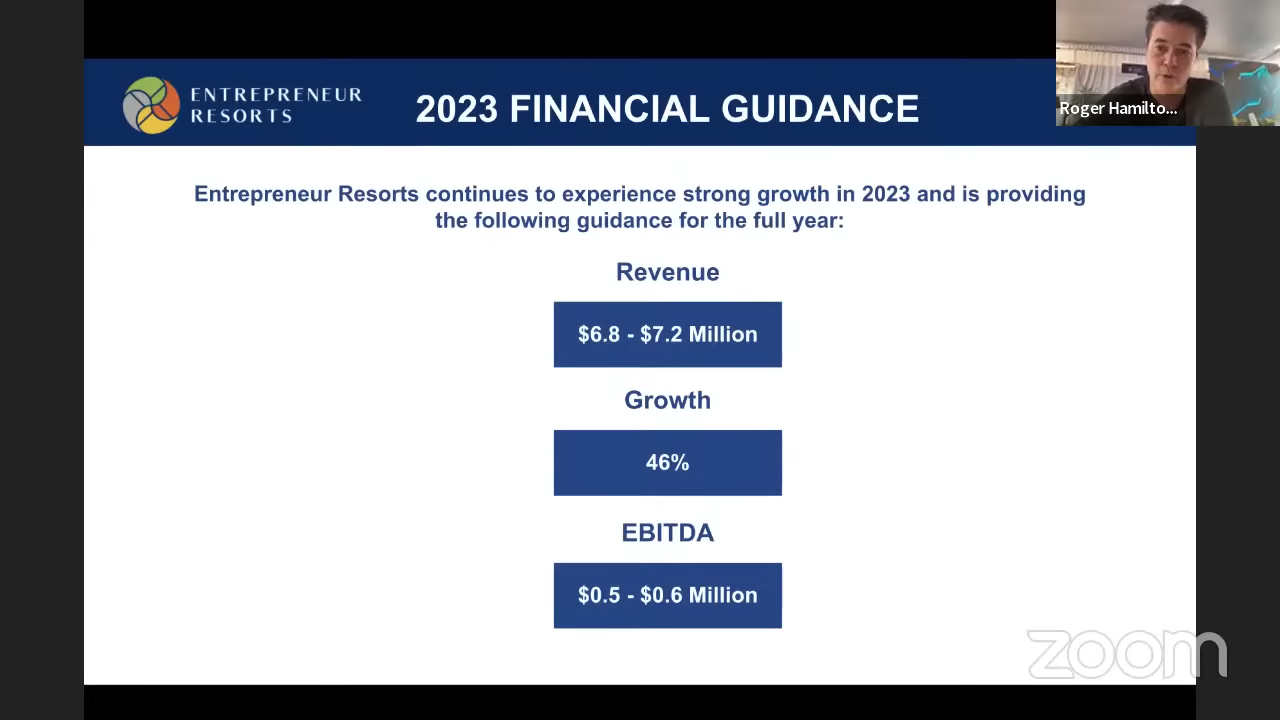 ENTREPRENEUR
RESORTS
2023 FINANCIAL GUIDANCE
Roger Hamilto...
Entrepreneur Resorts continues to experience strong growth in 2023 and is providing
the following guidance for the full year:
Revenue
$6.8 - $7.2 Million
Growth
46%
EBITDA
$0.5 - $0.6 Million
zoom